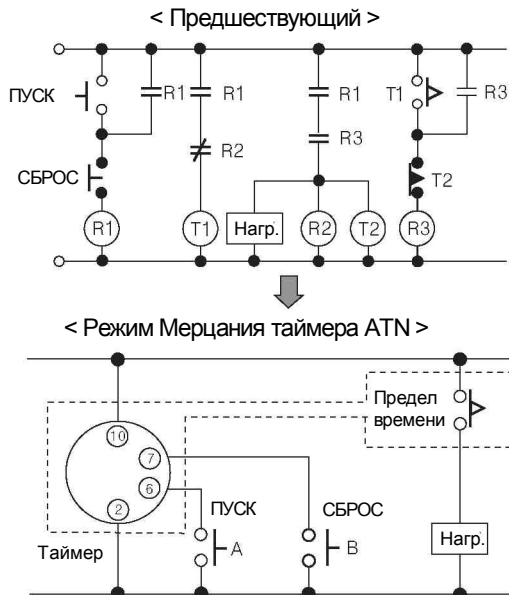 < Предшествующий >
ПУСК
R1
R1
R1
T1
R3
R2
R3
СБРОС
T2
R1
T1
Нагр.
R2
T2
R3
< Режим Мерцания таймера ATN >
Предел
времени
10
7
6
2
ПУСК
СБРОС
A
B
Нагр.
Таймер